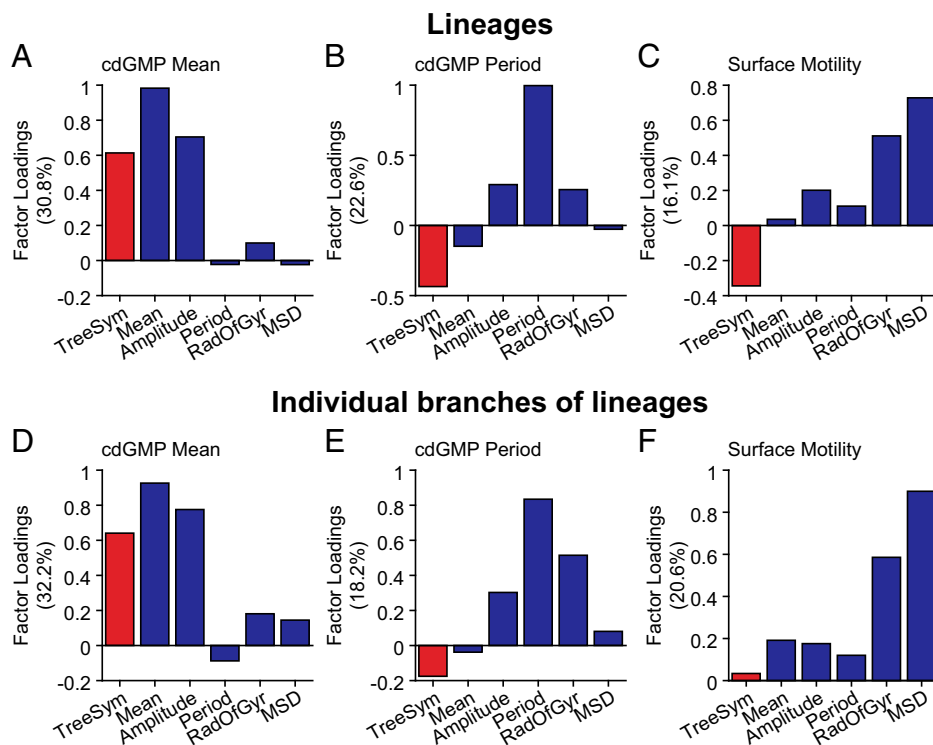 Lineages
A
cdGMP Mean
Factor Loadings
(30.8%)
1
0.8
0.6
0.4
0.2
0
-0.2
TreeSym
Mean
Amplitude
Period
RadOfGyr
MSD
B
cdGMP Period
Factor Loadings
(22.6%)
1
0.5
0
-0.5
TreeSym
Mean
Amplitude
Period
RadOfGyr
MSD
C
Surface Motility
Factor Loadings
(16.1%)
0.8
0.6
0.4
0.2
0
-0.2
-0.4
TreeSym
Mean
Amplitude
Period
RadOfGyr
MSD
Individual branches of lineages
D
cdGMP Mean
Factor Loadings
(32.2%)
1
0.8
0.6
0.4
0.2
0
-0.2
TreeSym
Mean
Amplitude
Period
RadOfGyr
MSD
E
cdGMP Period
Factor Loadings
(18.2%)
1
0.8
0.6
0.4
0.2
0
-0.2
TreeSym
Mean
Amplitude
Period
RadOfGyr
MSD
F
Surface Motility
Factor Loadings
(20.6%)
1
0.8
0.6
0.4
0.2
0
TreeSym
Mean
Amplitude
Period
RadOfGyr
MSD